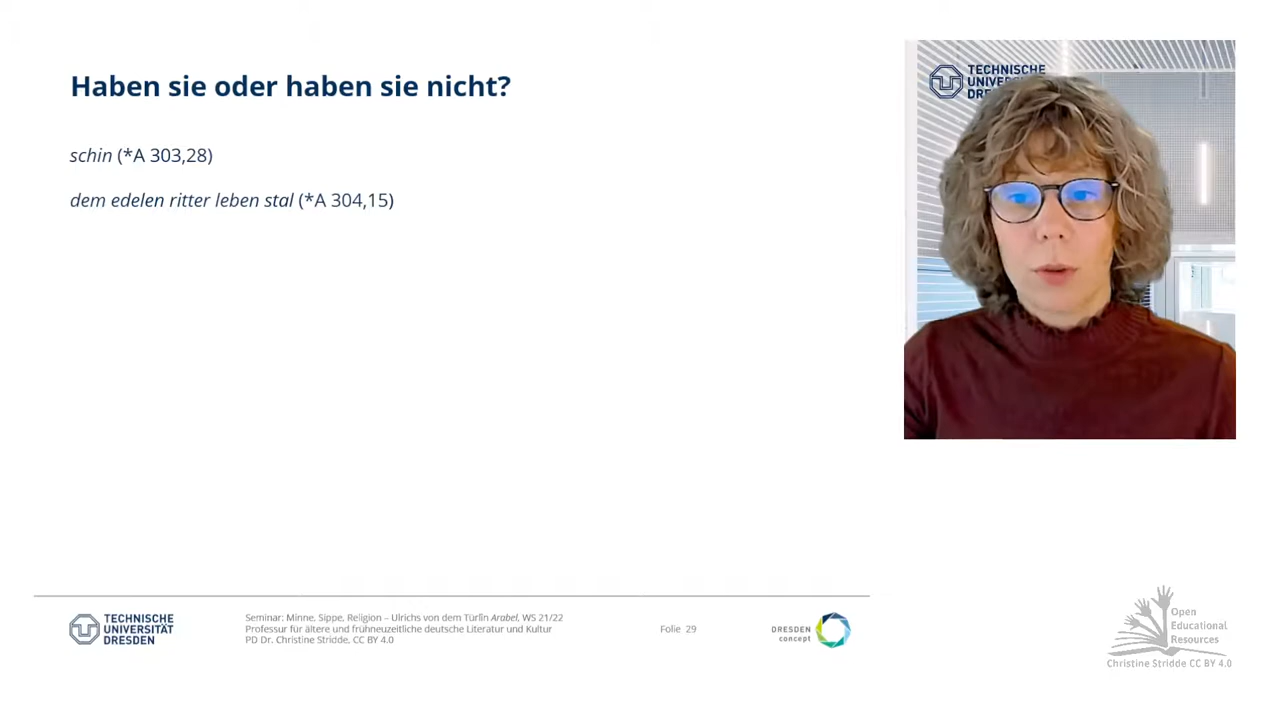 Haben sie oder haben sie nicht?
schin (*A 303,28)
dem edelen ritter leben stal (*A 304,15)
TECHNISCHE
UNIVERSITÄT
DRESDEN
Seminar: Minne, Sippe, Religion – Ulrichs von dem Türlin Arabel, WS 21/22
Professur für ältere und frühneuzeitliche deutsche Literatur und Kultur
PD Dr. Christine Stridde, CC BY 4.0
Folie 29
DRESDEN
concept
TECHNISCHE
Open
Educational
Resources
Christine Stridde CC BY 4.0